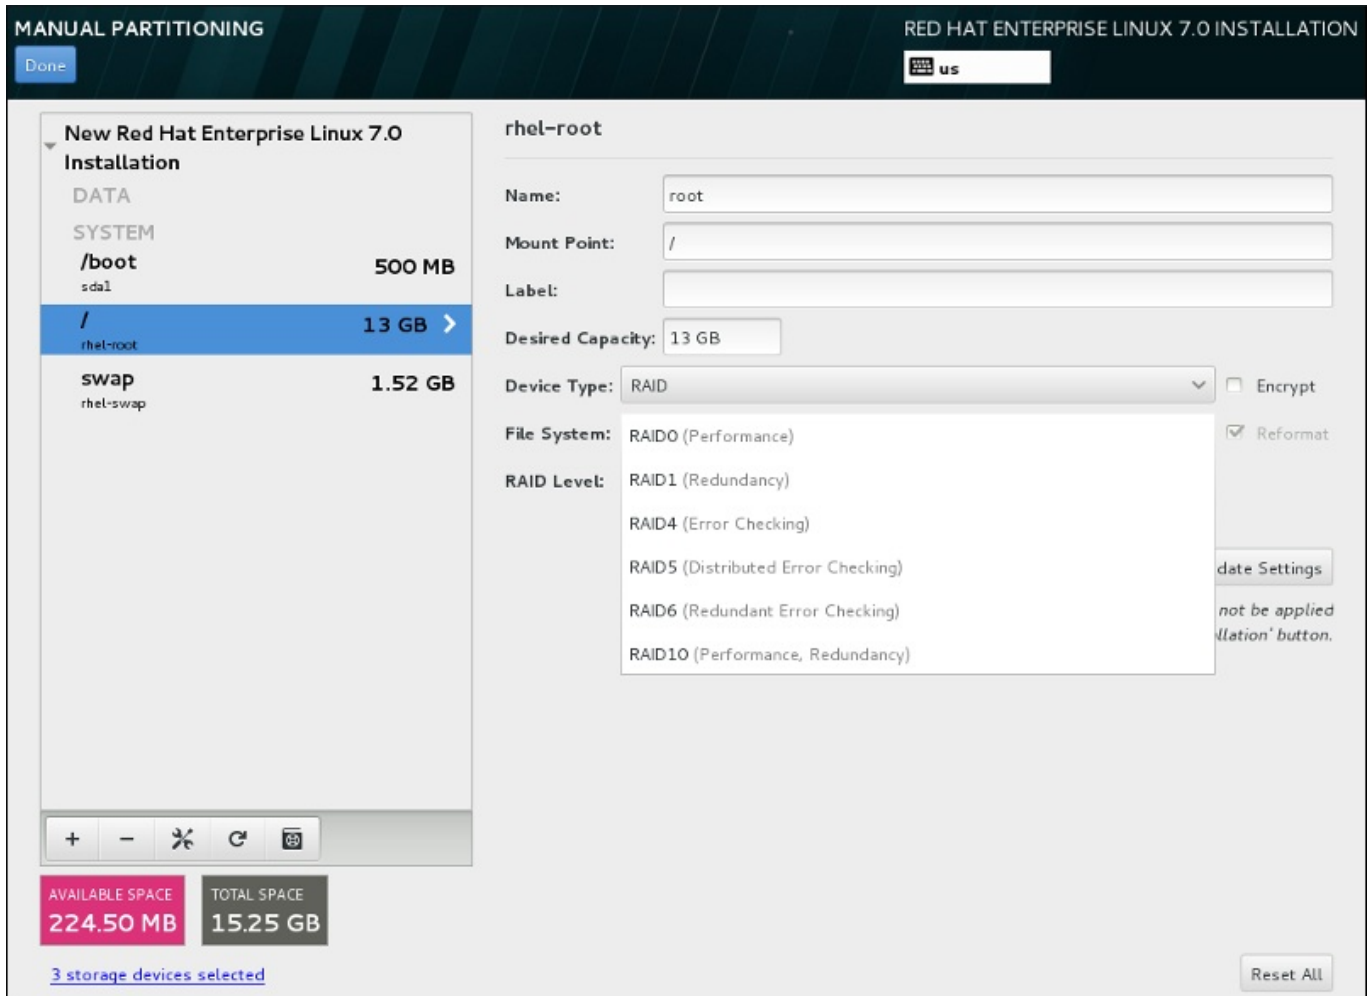 MANUAL PARTITIONING
RED HAT ENTERPRISE LINUX 7.0 INSTALLATION
Done
us
New Red Hat Enterprise Linux 7.0
Installation
DATA
SYSTEM
/boot
500 MB
sda1
/
13 GB
rhel-root
swap
1.52 GB
rhel-swap
rhel-root
Name:
root
Mount Point:
/
Label:
Desired Capacity:
13 GB
Device Type:
RAID
Encrypt
File System:
RAID0 (Performance)
Reformat
RAID Level:
RAID1 (Redundancy)
RAID4 (Error Checking)
RAID5 (Distributed Error Checking)
date Settings
RAID6 (Redundant Error Checking)
not be applied
llation' button.
RAID10 (Performance, Redundancy)
+
−
AVAILABLE SPACE
224.50 MB
TOTAL SPACE
15.25 GB
3 storage devices selected
Reset All